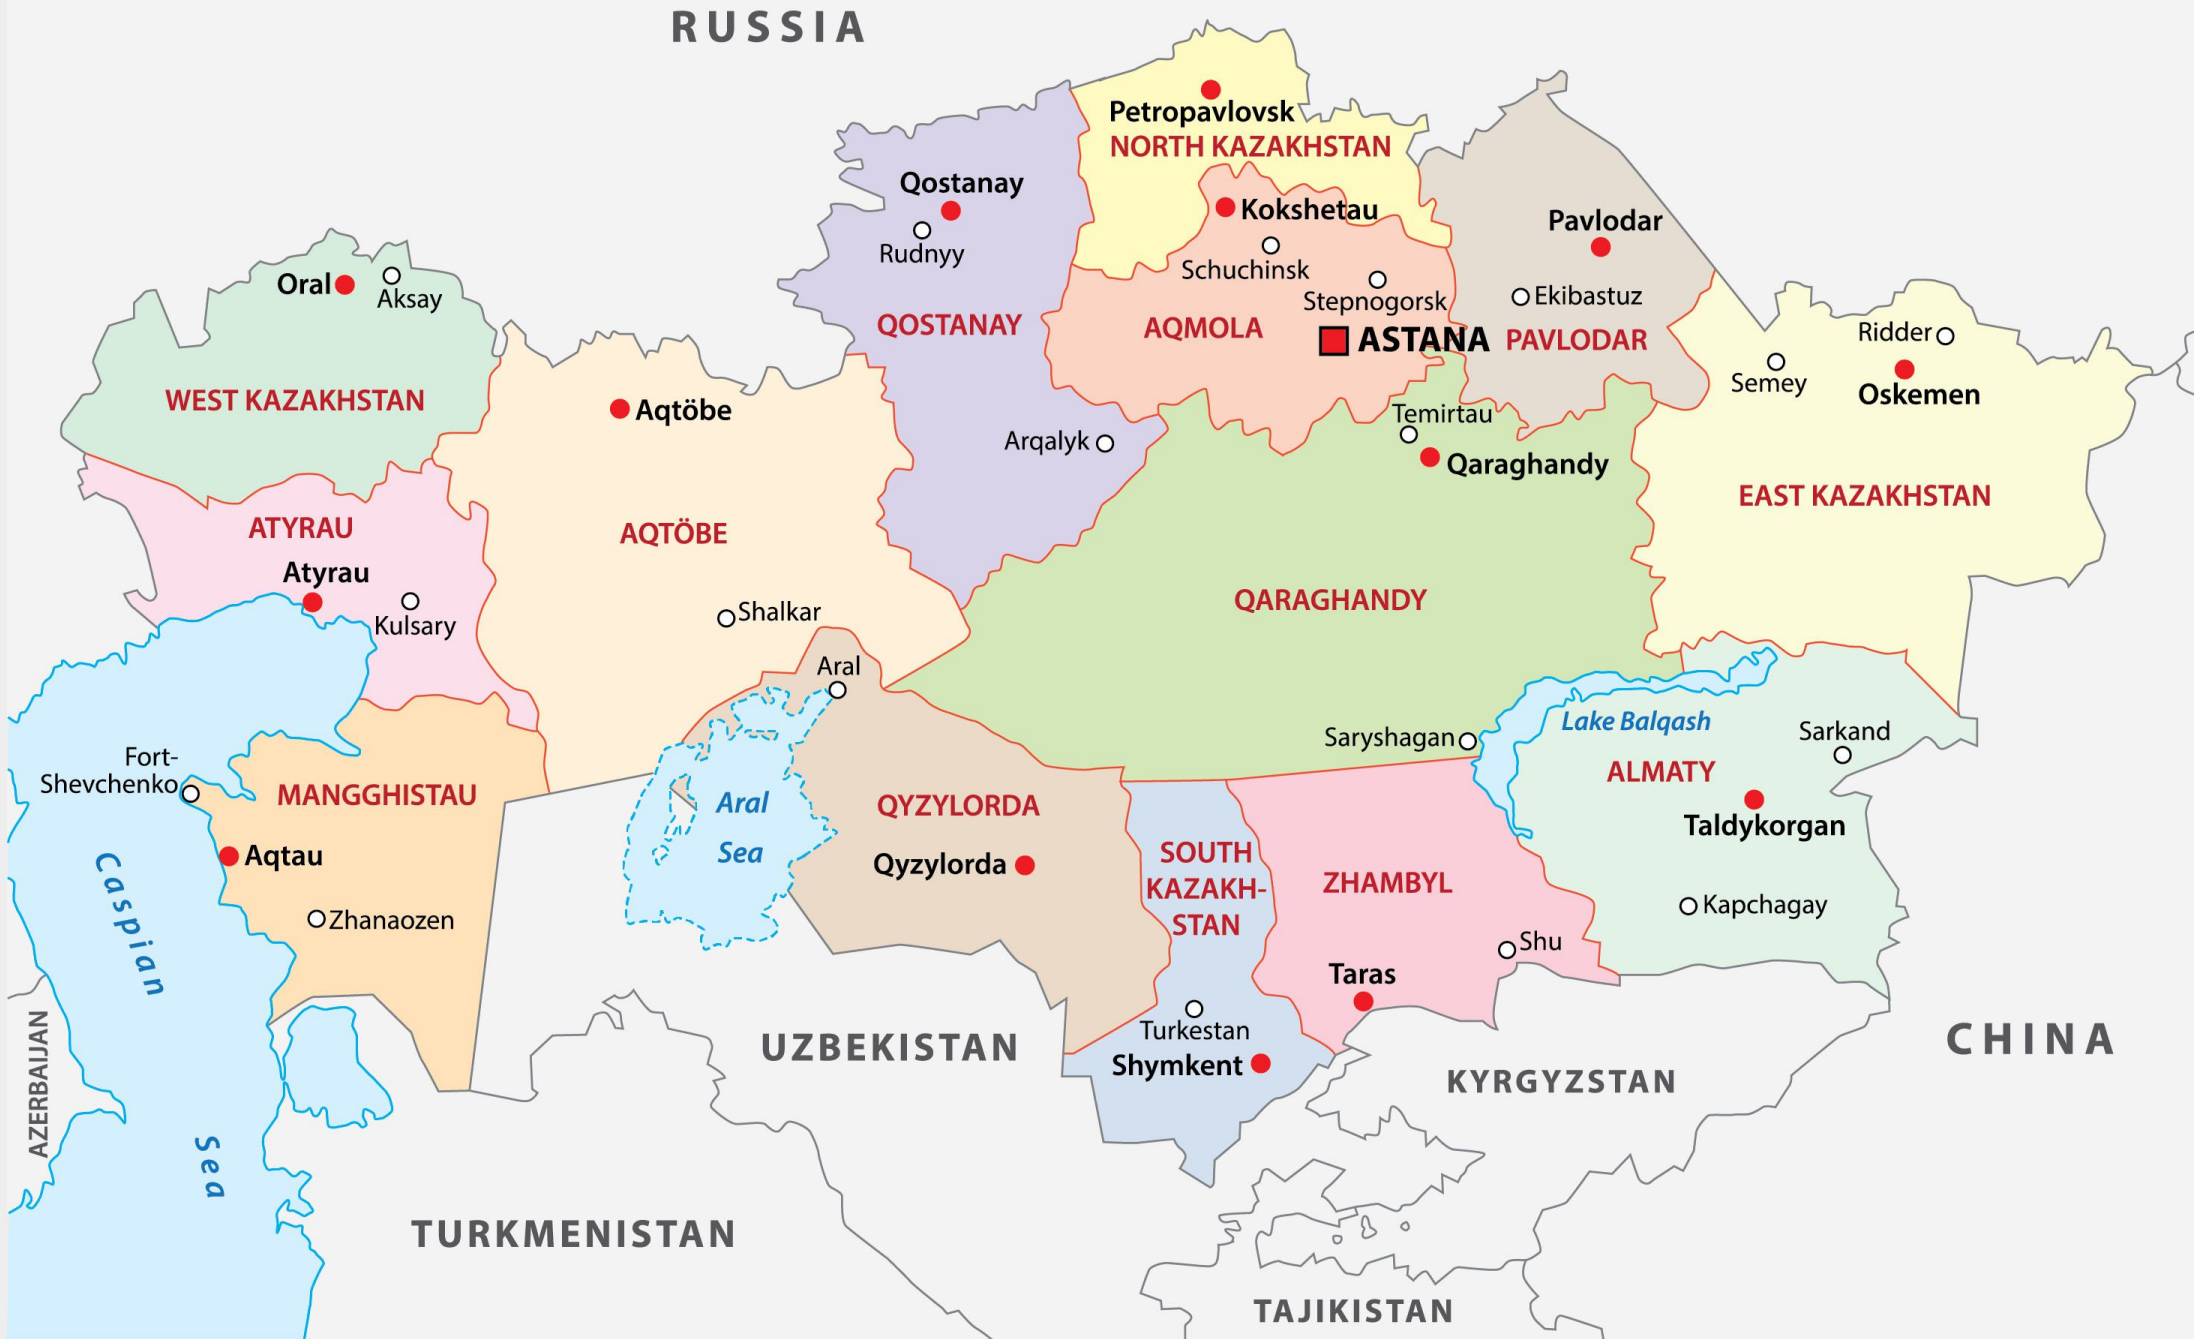 RUSSIA
Petropavlovsk
NORTH KAZAKHSTAN
Qostanay
Rudnyy
Kokshetau
Schuchinsk
Pavlodar
Oral
Aksay
Stepnogorsk
Ekibastuz
QOSTANAY
AQMOLA
ASTANA
PAVLODAR
Ridder
Semey
Oskemen
WEST KAZAKHSTAN
Aqtöbe
Temirtau
Arqalyk
Qaraghandy
EAST KAZAKHSTAN
ATYRAU
AQTÖBE
Atyrau
Kulsary
Shalkar
QARAGHANDY
Aral
Lake Balqash
Saryshagan
Sarkand
Fort-
Shevchenko
MANGGHISTAU
Aral
Sea
QYZYLORDA
ALMATY
Taldykorgan
Aqtau
Qyzylorda
SOUTH
KAZAKH-
STAN
ZHAMBYL
Zhanaozen
Kapchagay
Shu
Caspian
Sea
Taras
Turkestan
Shymkent
UZBEKISTAN
CHINA
KYRGYZSTAN
AZERBAIJAN
TURKMENISTAN
TAJIKISTAN